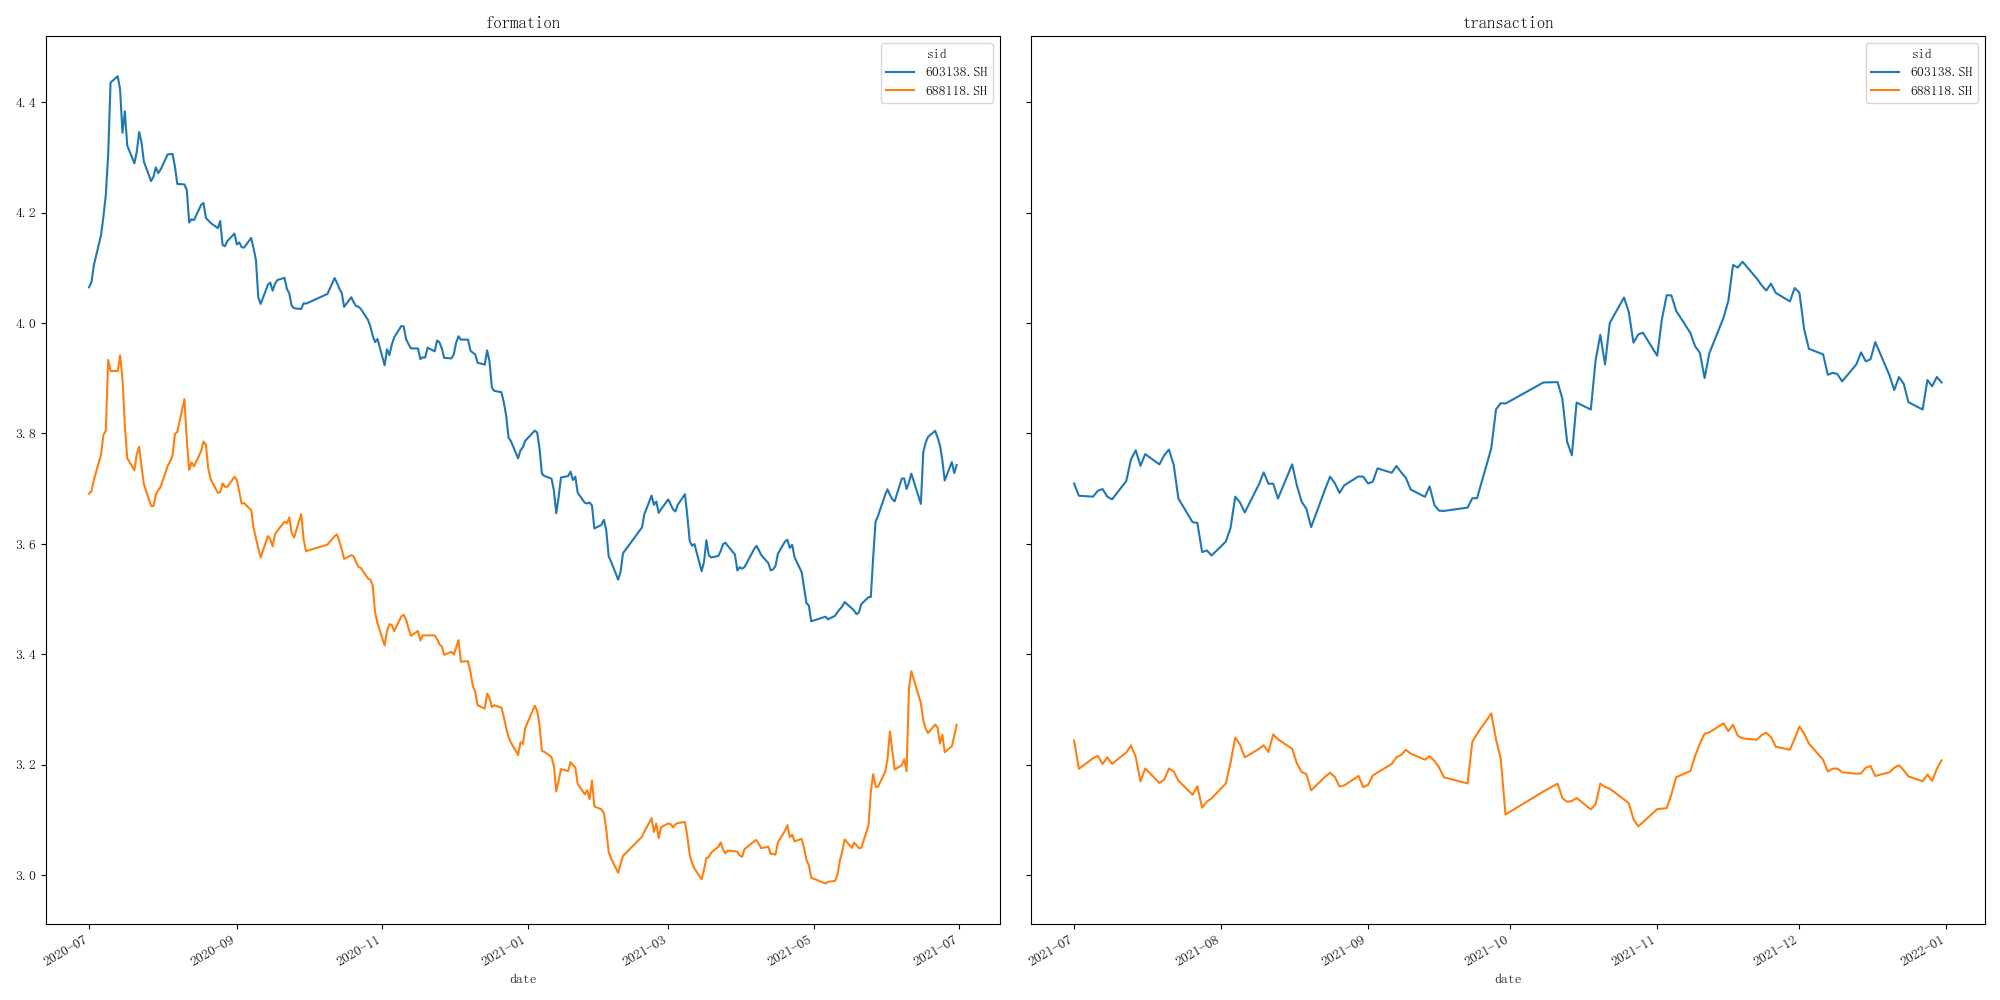 formation
sid
603138.SH
688118.SH
4.4
4.2
4.0
3.8
3.6
3.4
3.2
3.0
2020-07
2020-09
2020-11
2021-01
2021-03
2021-05
2021-07
date
transaction
sid
603138.SH
688118.SH
2021-07
2021-08
2021-09
2021-10
2021-11
2021-12
2022-01
date